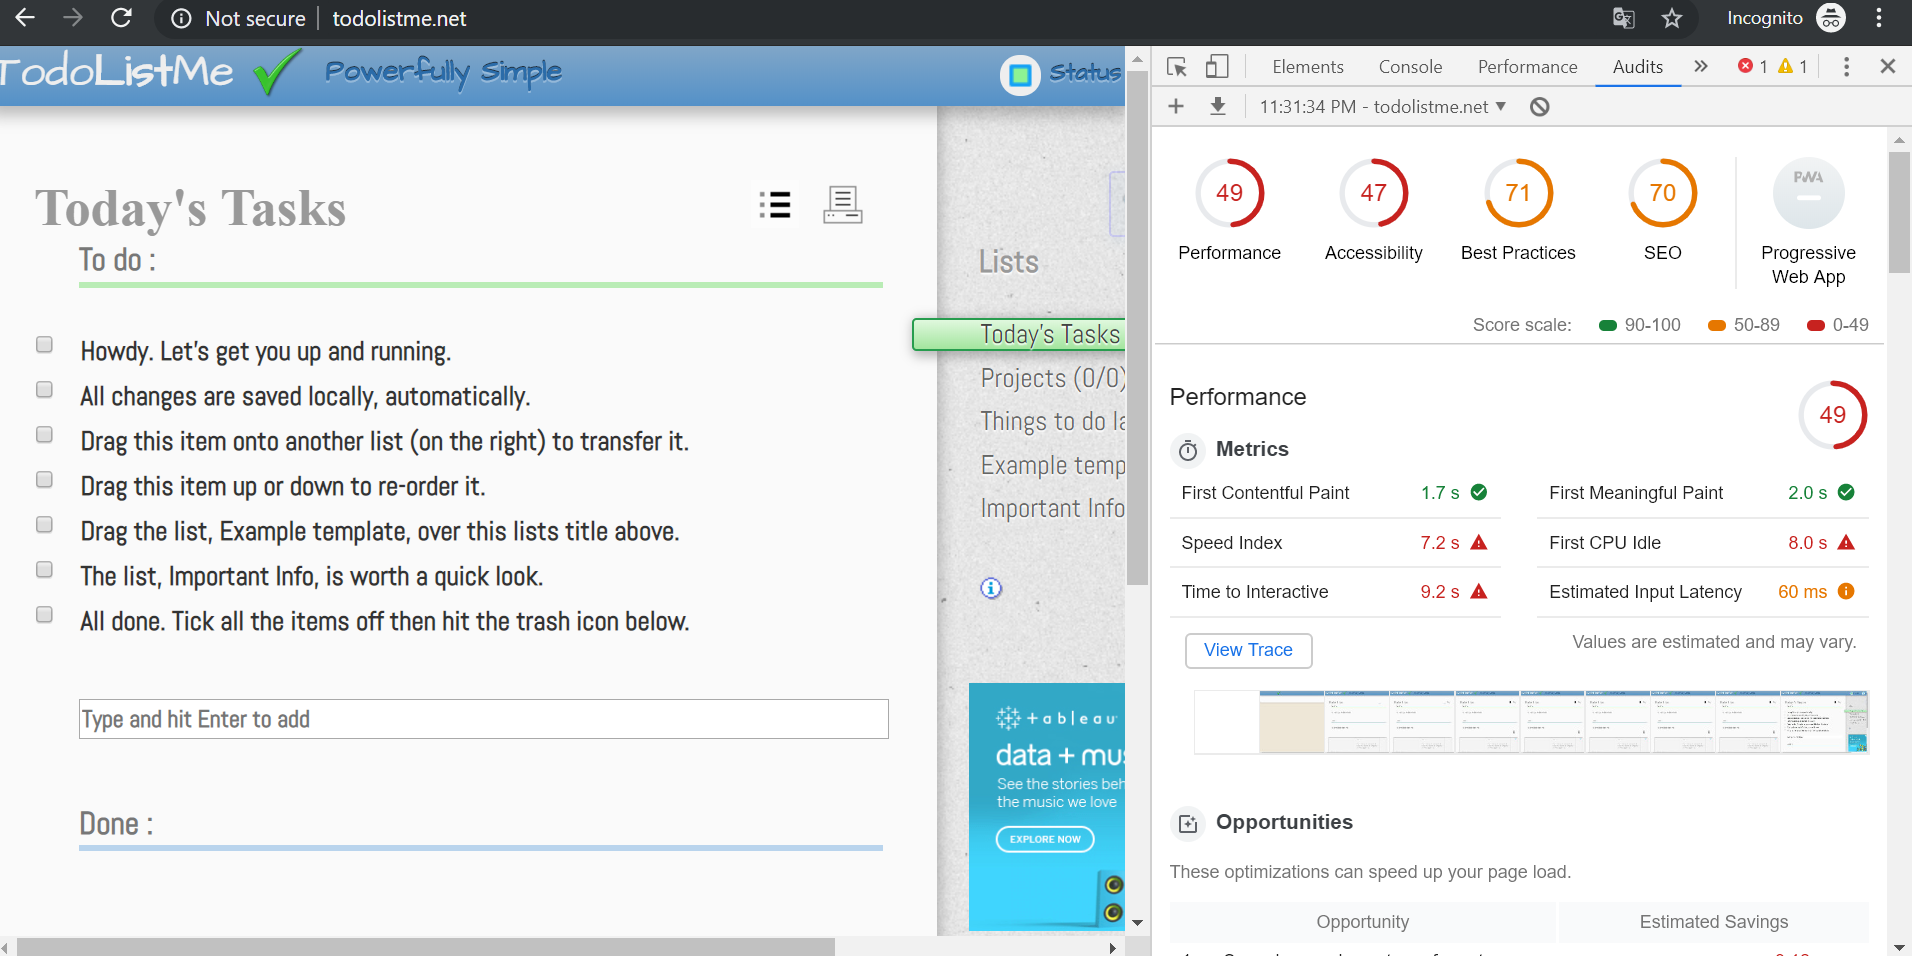 Not secure | todolistme.net
Incognito
TodoListMe Powerfully Simple
Status
Today's Tasks
To do :
Howdy. Let's get you up and running.
All changes are saved locally, automatically.
Drag this item onto another list (on the right) to transfer it.
Drag this item up or down to re-order it.
Drag the list, Example template, over this lists title above.
The list, Important Info, is worth a quick look.
All done. Tick all the items off then hit the trash icon below.
Type and hit Enter to add
Done :
Lists
Today's Tasks
Projects (0/0)
Things to do la
Example temp
Important Info
+ableau
data + mu
See the stories beh
the music we love
EXPLORE NOW
Elements Console Performance Audits 1 1
11:31:34 PM - todolistme.net
49 47 71 70 PWA
Performance Accessibility Best Practices SEO Progressive
Web App
Score scale: 90-100 50-89 0-49
Performance
49
Metrics
First Contentful Paint 1.7 s
First Meaningful Paint 2.0 s
Speed Index 7.2 s
First CPU Idle 8.0 s
Time to Interactive 9.2 s
Estimated Input Latency 60 ms
View Trace
Values are estimated and may vary.
Opportunities
These optimizations can speed up your page load.
Opportunity Estimated Savings